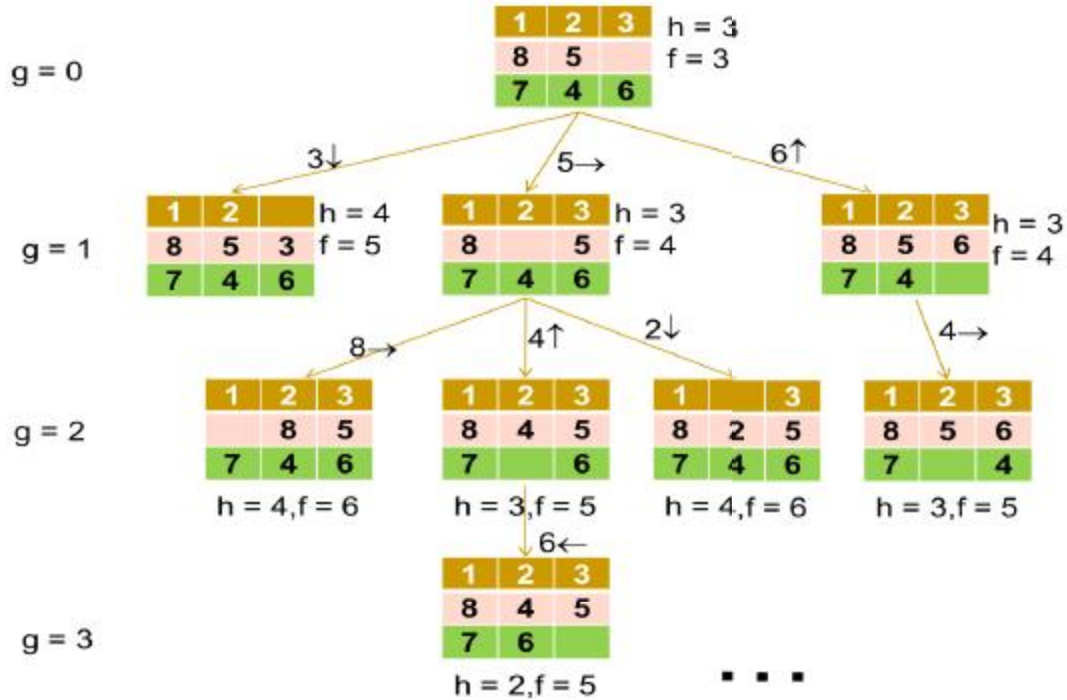 1 2 3 h = 3
g = 0 8 5 f = 3
7 4 6
3↓ 5→ 6↑
1 2 h = 4 1 2 3 h = 3 1 2 3 h = 3
g = 1 8 5 3 f = 5 8 5 f = 4 8 5 6 f = 4
7 4 6 7 4 6 7 4
8→ 4↑ 2↓ 4→
1 2 3 1 2 3 1 3 1 2 3
g = 2 8 5 8 4 5 8 2 5 8 5 6
7 4 6 7 6 7 4 6 7 4
h = 4,f = 6 h = 3,f = 5 h = 4,f = 6 h = 3,f = 5
6←
1 2 3
8 4 5
g = 3 7 6
h = 2,f = 5 ...